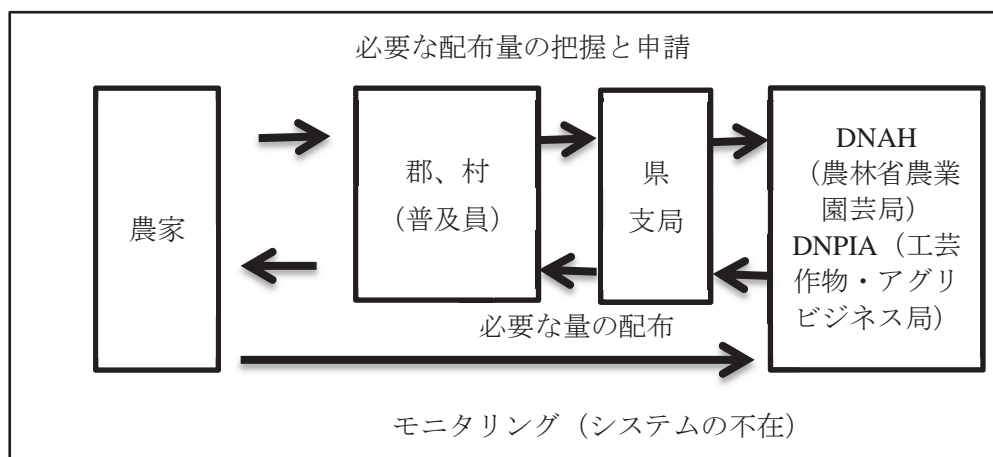 必要な配布量の把握と申請
農家
郡、村
（普及員）
県
支局
DNAH
（農林省農業
園芸局）
DNPIA（工芸
作物・アグリ
ビジネス局）
必要な量の配布
モニタリング（システムの不在）